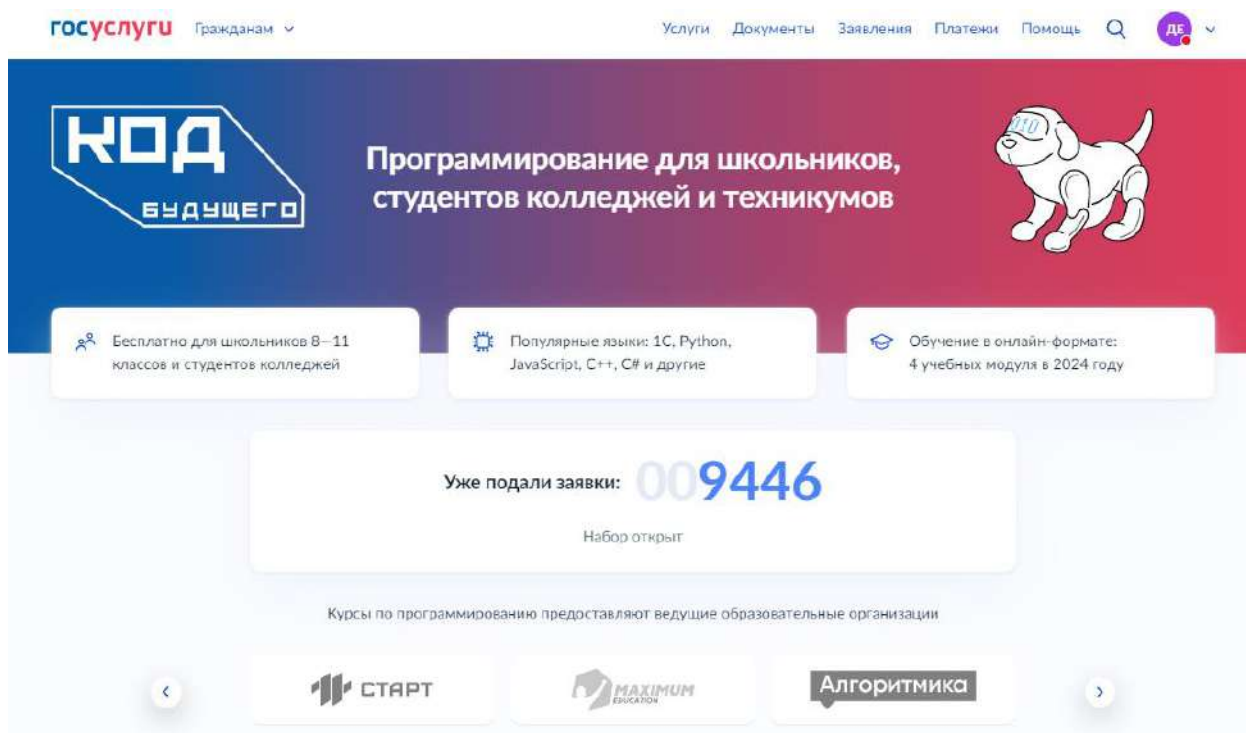 госуслуги Гражданам Услуги Документы Заявления Платежи Помощь ДЕ
КОД
БУДУЩЕГО
Программирование для школьников,
студентов колледжей и техникумов
010
Бесплатно для школьников 8—11
классов и студентов колледжей
Популярные языки: 1С, Python,
JavaScript, C++, C# и другие
Обучение в онлайн-формате:
4 учебных модуля в 2024 году
Уже подали заявки: 009446
Набор открыт
Курсы по программированию предоставляют ведущие образовательные организации
СТАРТ
MAXIMUM
EDUCATION
Алгоритмика